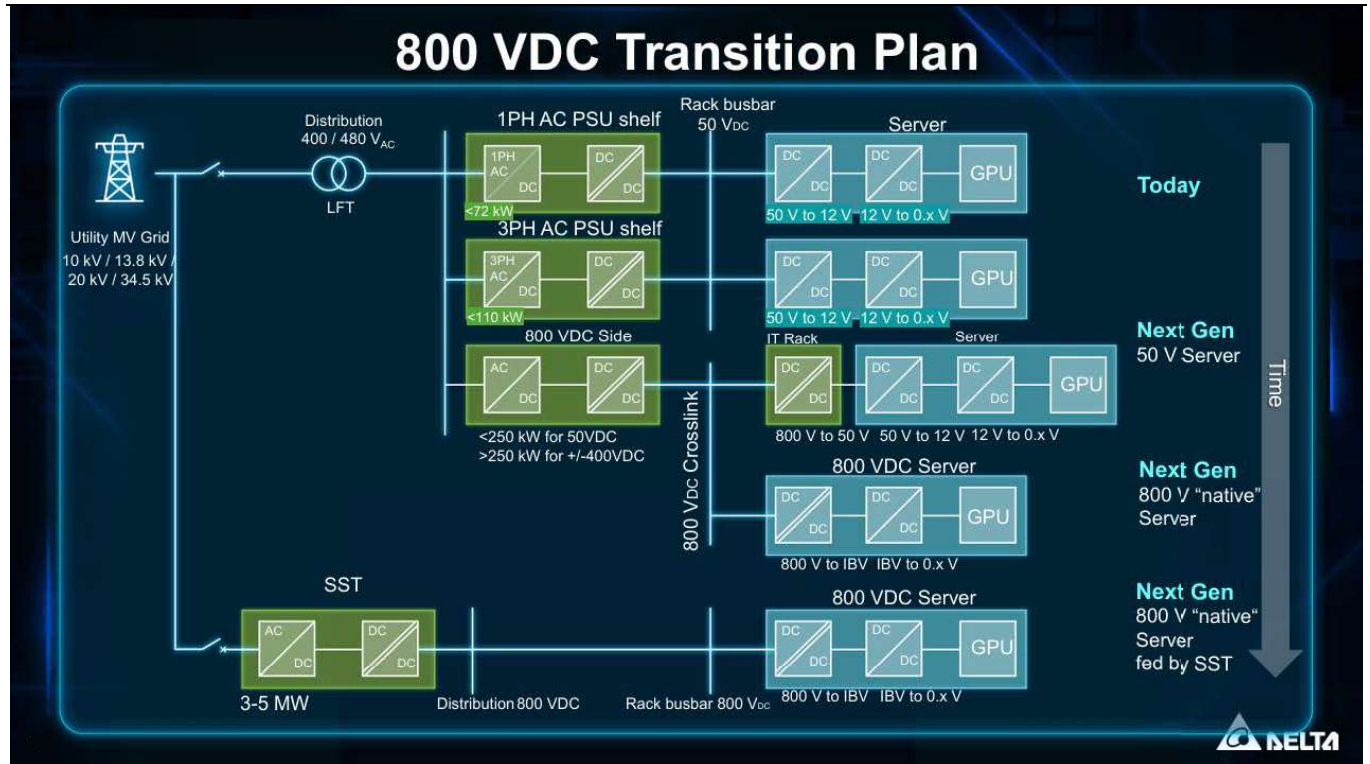 800 VDC Transition Plan
Distribution
400 / 480 VAC
LFT
Utility MV Grid
10 kV / 13.8 kV /
20 kV / 34.5 kV
1PH AC PSU shelf
1PH
AC
DC
DC
DC
<72 kW
Rack busbar
50 VDC
Server
DC
DC
DC
DC
GPU
50 V to 12 V
12 V to 0.x V
Today
3PH AC PSU shelf
3PH
AC
DC
DC
DC
<110 kW
DC
DC
DC
DC
GPU
50 V to 12 V
12 V to 0.x V
800 VDC Side
AC
DC
DC
DC
<250 kW for 50VDC
>250 kW for +/-400VDC
800 VDC Crosslink
IT Rack
DC
DC
800 V to 50 V
Server
DC
DC
DC
DC
GPU
50 V to 12 V
12 V to 0.x V
Next Gen
50 V Server
Time
800 VDC Server
DC
DC
DC
DC
GPU
800 V to IBV
IBV to 0.x V
Next Gen
800 V “native”
Server
SST
AC
DC
DC
DC
3-5 MW
Distribution 800 VDC
Rack busbar 800 VDC
800 VDC Server
DC
DC
DC
DC
GPU
800 V to IBV
IBV to 0.x V
Next Gen
800 V “native“
Server
fed by SST
DELTA